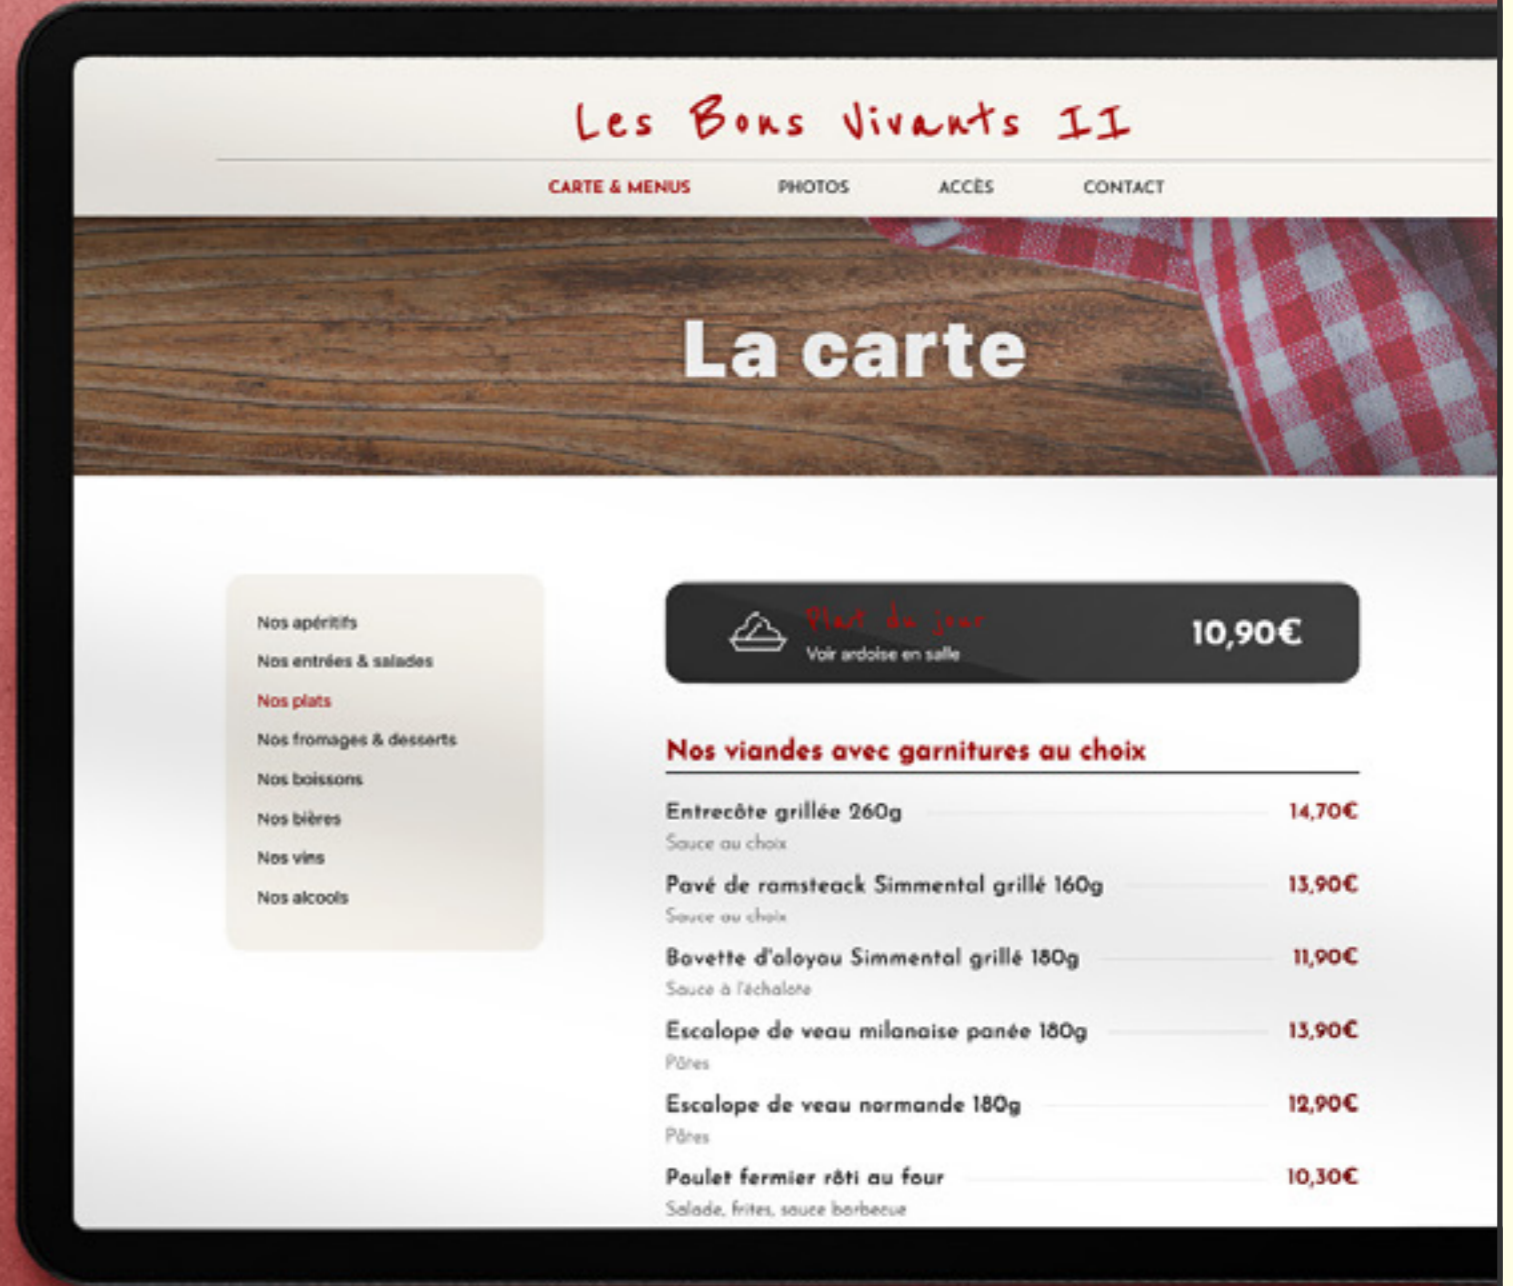 Les Bons Vivants II
CARTE & MENUS PHOTOS ACCÈS CONTACT
La carte
Nos apéritifs
Nos entrées & salades
Nos plats
Nos fromages & desserts
Nos boissons
Nos bières
Nos vins
Nos alcools
Plat du jour
Voir ardoise en salle
10,90€
Nos viandes avec garnitures au choix
Entrecôte grillée 260g 14,70€
Sauce au choix
Pavé de ramsteack Simmental grillé 160g 13,90€
Sauce au choix
Bavette d'aloyau Simmental grillé 180g 11,90€
Sauce à l'échalote
Escalope de veau milanaise panée 180g 13,90€
Pâtes
Escalope de veau normande 180g 12,90€
Pâtes
Poulet fermier rôti au four 10,30€
Salade, frites, sauce barbecue